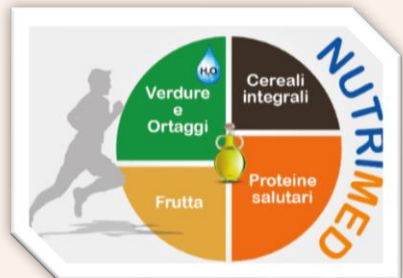 H₂O
Verdure
e
Ortaggi
Cereali
integrali
Frutta
Proteine
salutari
NUTRIMED